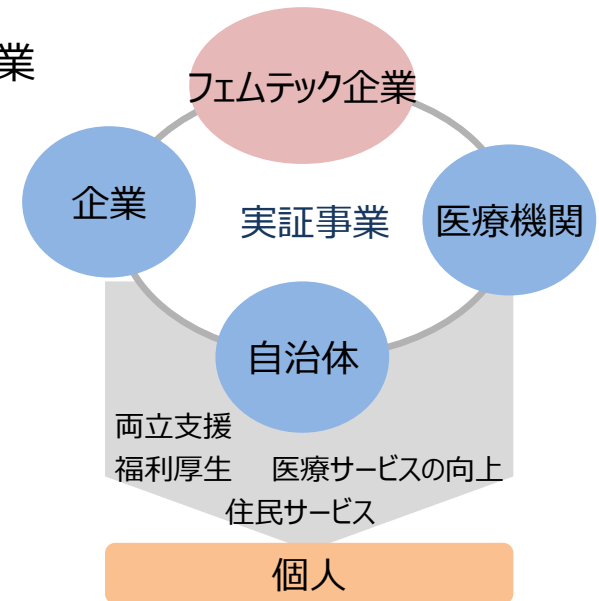 業
フェムテック企業
企業
実証事業
医療機関
自治体
両立支援
福利厚生 医療サービスの向上
住民サービス
個人